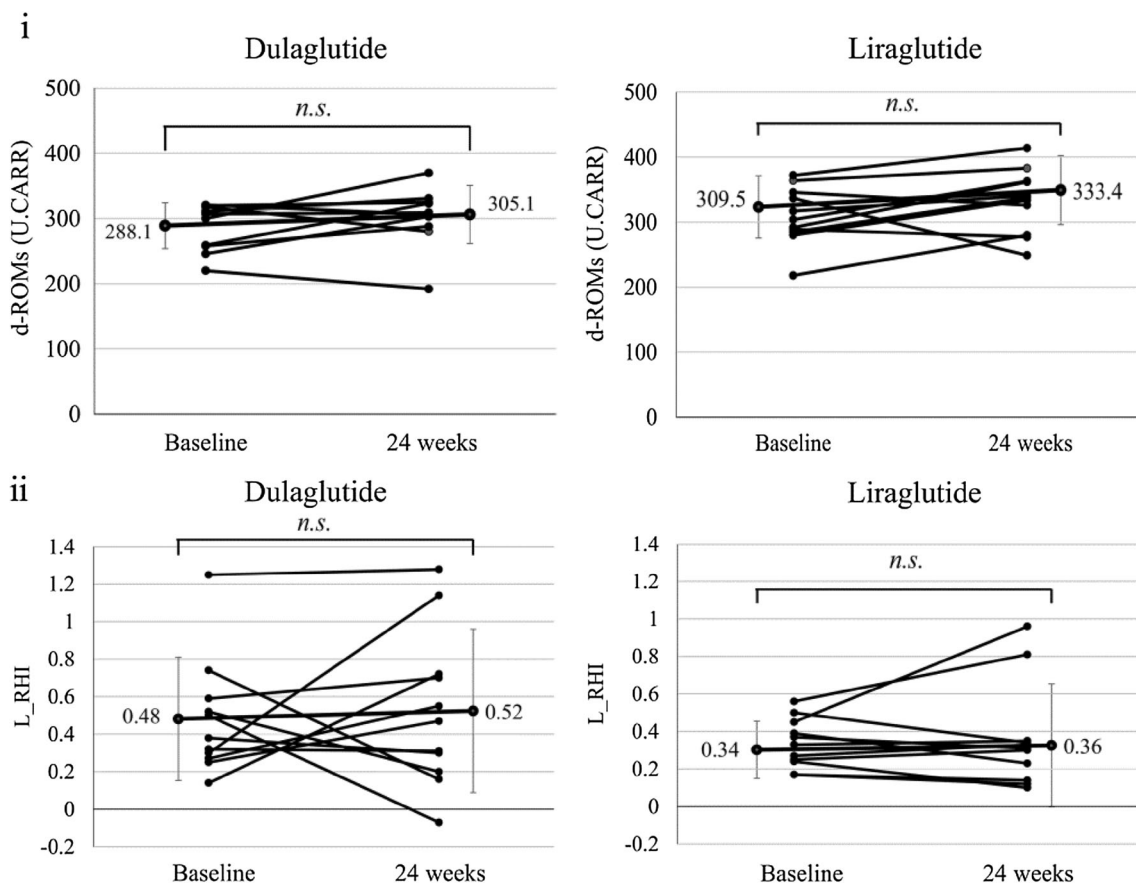 i
Dulaglutide
d-ROMs (U.CARR)
500
400
300
200
100
0
n.s.
288.1
305.1
Baseline
24 weeks
Liraglutide
d-ROMs (U.CARR)
500
400
300
200
100
0
n.s.
309.5
333.4
Baseline
24 weeks
ii
Dulaglutide
L_RHI
1.4
1.2
1
0.8
0.6
0.4
0.2
0
-0.2
n.s.
0.48
0.52
Baseline
24 weeks
Liraglutide
L_RHI
1.4
1.2
1
0.8
0.6
0.4
0.2
0
-0.2
n.s.
0.34
0.36
Baseline
24 weeks